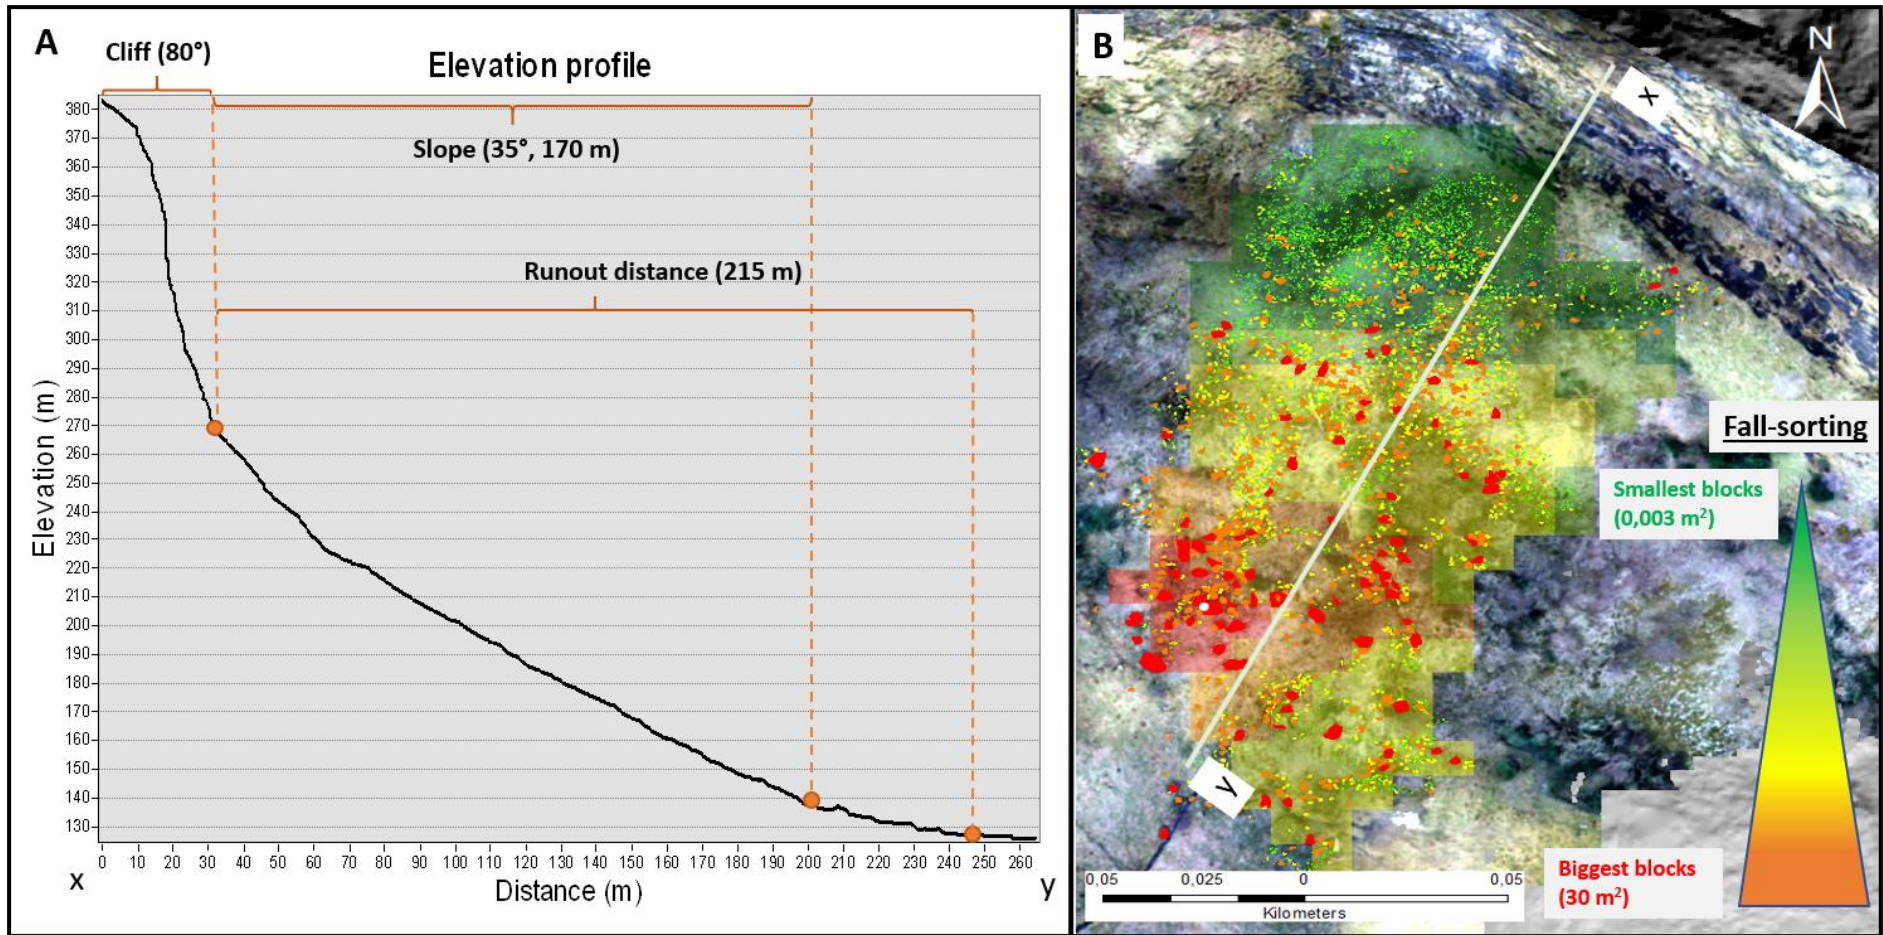 A
Cliff (80°)
Elevation profile
Slope (35°, 170 m)
Runout distance (215 m)
Elevation (m)
380
370
360
350
340
330
320
310
300
290
280
270
260
250
240
230
220
210
200
190
180
170
160
150
140
130
0 10 20 30 40 50 60 70 80 90 100 110 120 130 140 150 160 170 180 190 200 210 220 230 240 250 260
x
Distance (m)
y
B
N
x
Fall-sorting
Smallest blocks
(0,003 m²)
y
Biggest blocks
(30 m²)
0,05 0,025 0 0,05
Kilometers